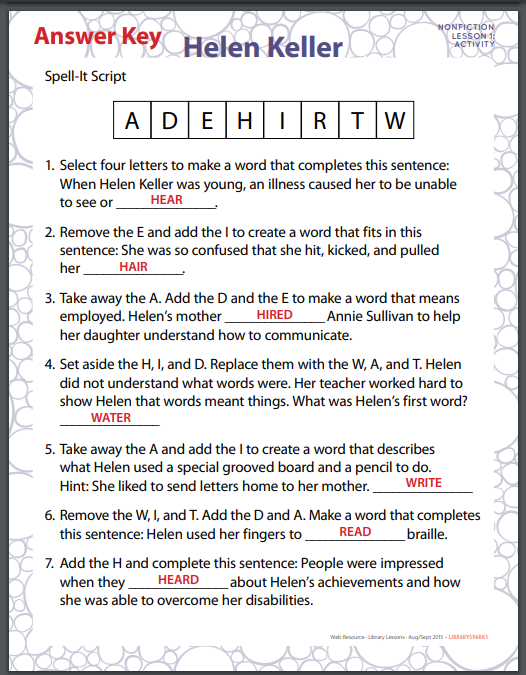 Answer Key
Helen Keller
NONFICTION
LESSON 1:
ACTIVITY
Spell-It Script
A D E H I R T W
1. Select four letters to make a word that completes this sentence:
When Helen Keller was young, an illness caused her to be unable
to see or HEAR.
2. Remove the E and add the I to create a word that fits in this
sentence: She was so confused that she hit, kicked, and pulled
her HAIR.
3. Take away the A. Add the D and the E to make a word that means
employed. Helen's mother HIRED Annie Sullivan to help
her daughter understand how to communicate.
4. Set aside the H, I, and D. Replace them with the W, A, and T. Helen
did not understand what words were. Her teacher worked hard to
show Helen that words meant things. What was Helen's first word?
WATER
5. Take away the A and add the I to create a word that describes
what Helen used a special grooved board and a pencil to do.
Hint: She liked to send letters home to her mother. WRITE
6. Remove the W, I, and T. Add the D and A. Make a word that completes
this sentence: Helen used her fingers to READ braille.
7. Add the H and complete this sentence: People were impressed
when they HEARD about Helen's achievements and how
she was able to overcome her disabilities.
Web Resource • Library Lessons • Aug/Sept 2015 • LIBRARYSPARKS